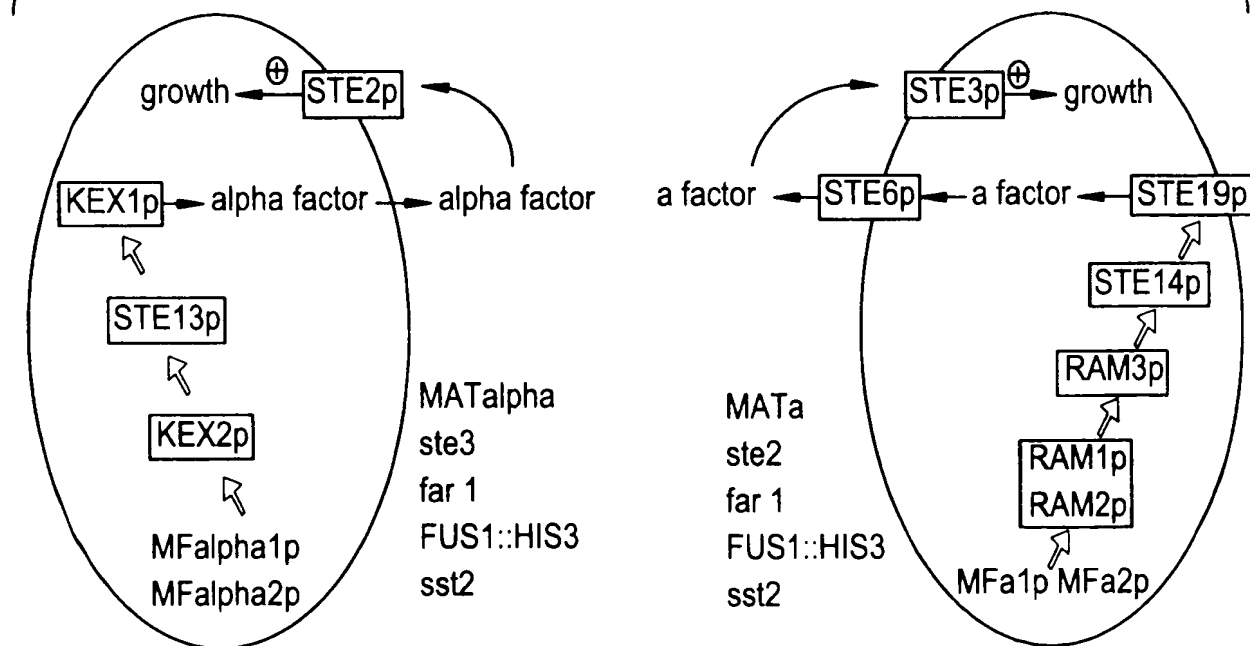 growth
⊕
STE2p
KEX1p
alpha factor
alpha factor
STE13p
KEX2p
MFalpha1p
MFalpha2p
MATalpha
ste3
far 1
FUS1::HIS3
sst2
STE3p
⊕
growth
a factor
STE6p
a factor
STE19p
STE14p
RAM3p
RAM1p
RAM2p
MFa1p MFa2p
MATa
ste2
far 1
FUS1::HIS3
sst2